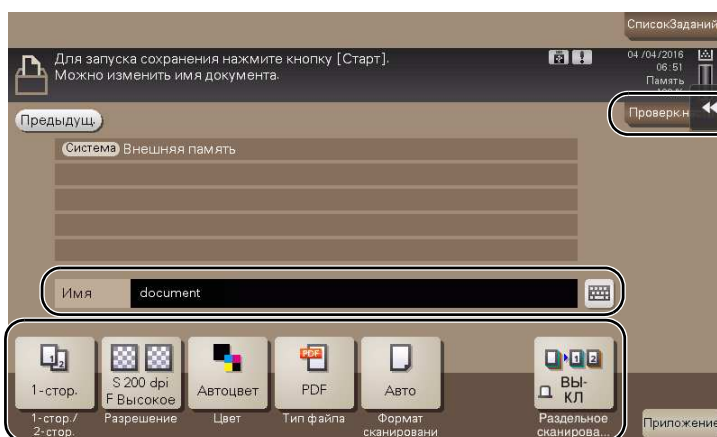 СписокЗаданий
Для запуска сохранения нажмите кнопку [Старт].
Можно изменить имя документа.
04/04/2016
06:51
Память
Предыдущ.
Проверк.н
Система Внешняя память
Имя document
1-стор.
S 200 dpi
F Высокое
Автоцвет
PDF
PDF
Авто
ВЫ-
КЛ
1-стор./
2-стор.
Разрешение
Цвет
Тип файла
Формат
сканировани
Раздельное
сканирова...
Приложение